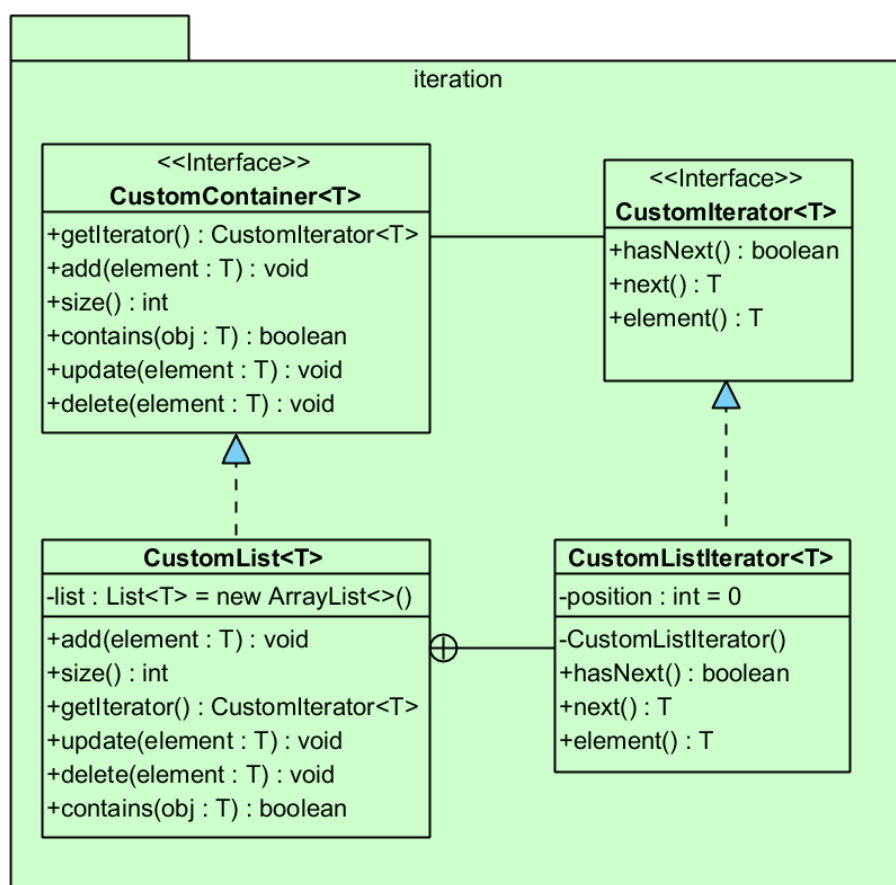 iteration
<<Interface>>
CustomContainer<T>
+getIterator() : CustomIterator<T>
+add(element : T) : void
+size() : int
+contains(obj : T) : boolean
+update(element : T) : void
+delete(element : T) : void
<<Interface>>
CustomIterator<T>
+hasNext() : boolean
+next() : T
+element() : T
CustomList<T>
-list : List<T> = new ArrayList<>()
+add(element : T) : void
+size() : int
+getIterator() : CustomIterator<T>
+update(element : T) : void
+delete(element : T) : void
+contains(obj : T) : boolean
CustomListIterator<T>
-position : int = 0
-CustomListIterator()
+hasNext() : boolean
+next() : T
+element() : T